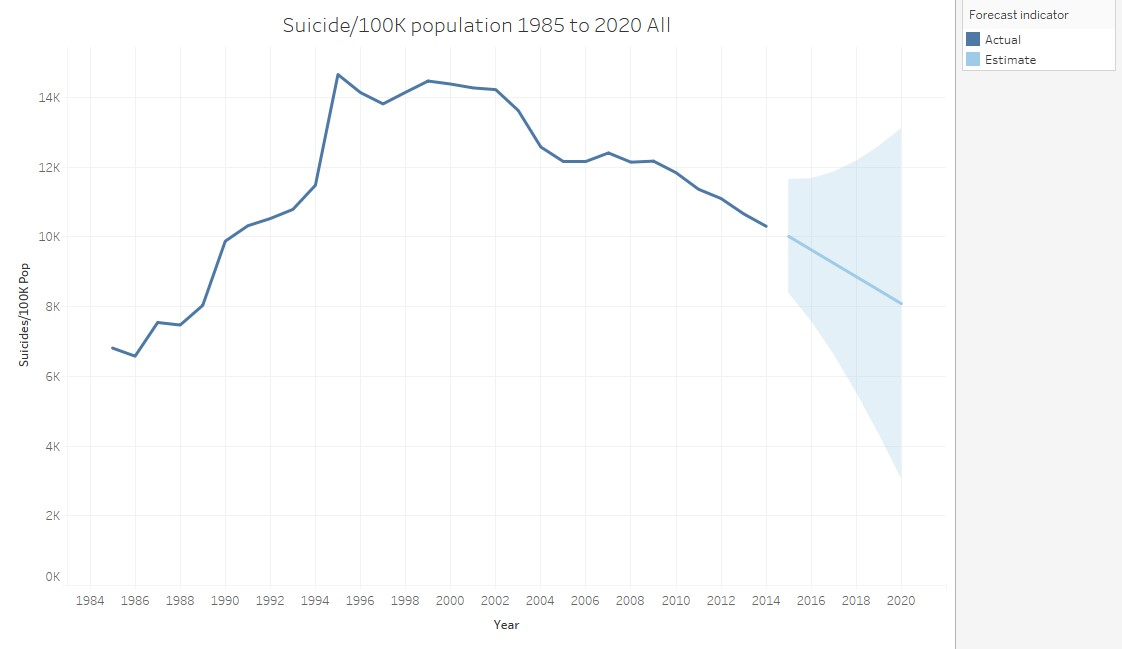 Suicide/100K population 1985 to 2020 All
Forecast indicator
Actual
Estimate
Suicides/100K Pop
14K
12K
10K
8K
6K
4K
2K
0K
1984 1986 1988 1990 1992 1994 1996 1998 2000 2002 2004 2006 2008 2010 2012 2014 2016 2018 2020
Year